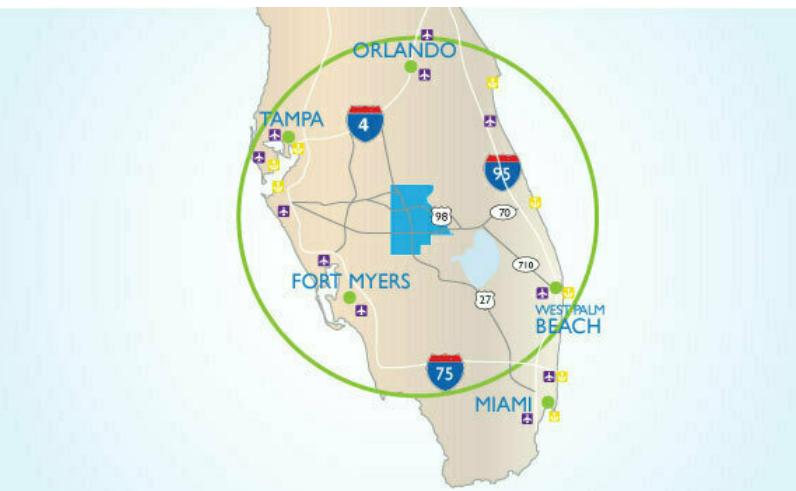 ORLANDO
TAMPA
4
95
98
70
710
FORT MYERS
27
WEST PALM
BEACH
75
MIAMI